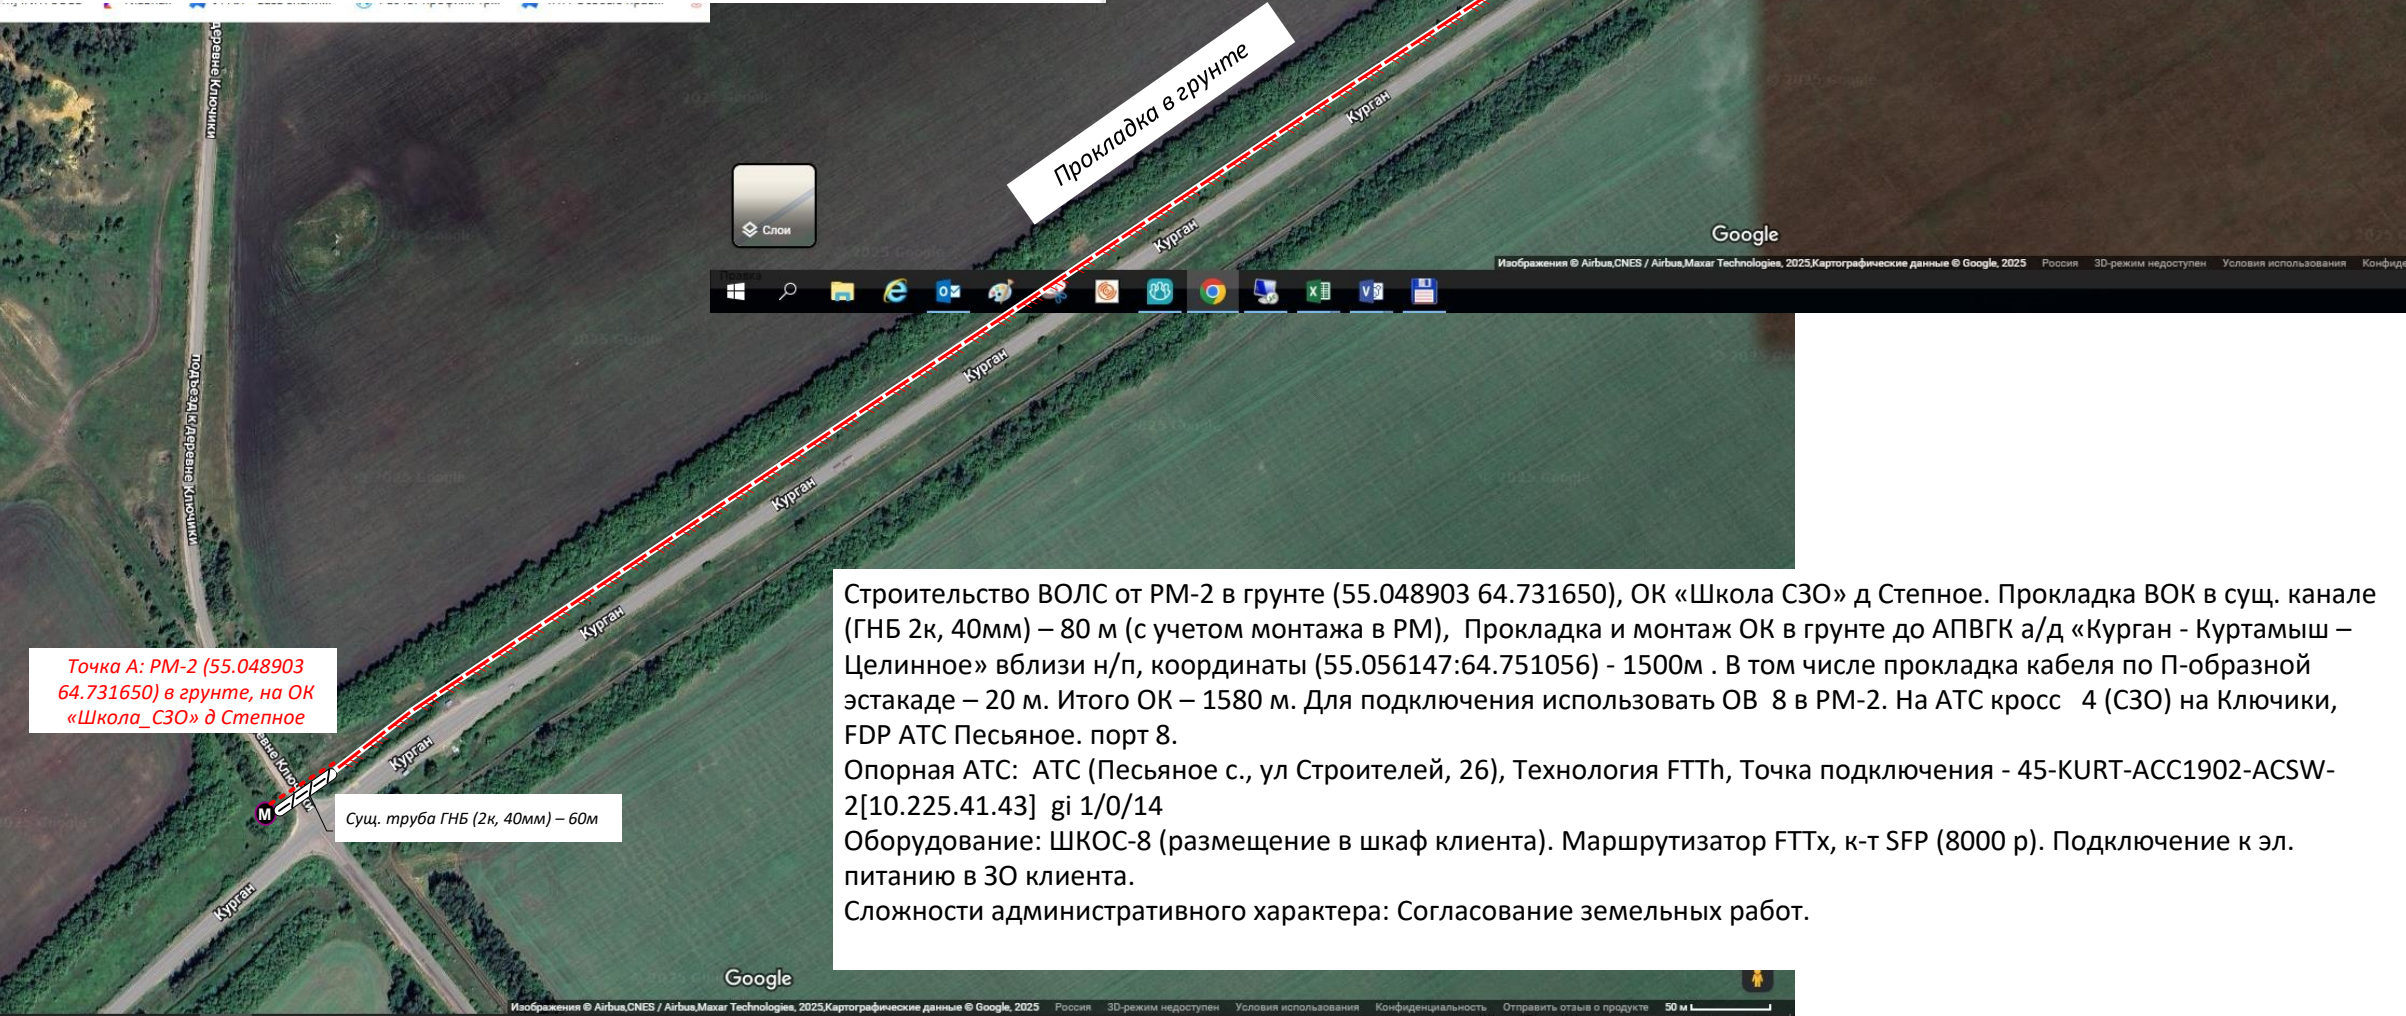 деревне Ключики
Прокладка в грунте
Курган
Слои
Курган
Google
Правка
Изображения © Airbus,CNES / Airbus,Maxar Technologies, 2025,Картографические данные © Google, 2025 Россия 3D-режим недоступен Условия использования
Курган
подъезд к деревне Ключики
Курган
Курган
Строительство ВОЛС от РМ-2 в грунте (55.048903 64.731650), ОК «Школа СЗО» д Степное. Прокладка ВОК в сущ. канале
(ГНБ 2к, 40мм) – 80 м (с учетом монтажа в РМ), Прокладка и монтаж ОК в грунте до АПВГК а/д «Курган - Куртамыш –
Целинное» вблизи н/п, координаты (55.056147:64.751056) - 1500м . В том числе прокладка кабеля по П-образной
эстакаде – 20 м. Итого ОК – 1580 м. Для подключения использовать ОВ 8 в РМ-2. На АТС кросс 4 (СЗО) на Ключики,
FDP АТС Песьяное. порт 8.
Опорная АТС: АТС (Песьяное с., ул Строителей, 26), Технология FTTh, Точка подключения - 45-KURT-ACC1902-ACSW-
2[10.225.41.43] gi 1/0/14
Оборудование: ШКОС-8 (размещение в шкаф клиента). Маршрутизатор FTTx, к-т SFP (8000 р). Подключение к эл.
питанию в ЗО клиента.
Сложности административного характера: Согласование земельных работ.
Точка А: РМ-2 (55.048903
64.731650) в грунте, на ОК
«Школа_СЗО» д Степное
Курган
М
Сущ. труба ГНБ (2к, 40мм) – 60м
Курган
Google
Изображения © Airbus,CNES / Airbus,Maxar Technologies, 2025,Картографические данные © Google, 2025 Россия 3D-режим недоступен Условия использования Конфиденциальность Отправить отзыв о продукте 50 м